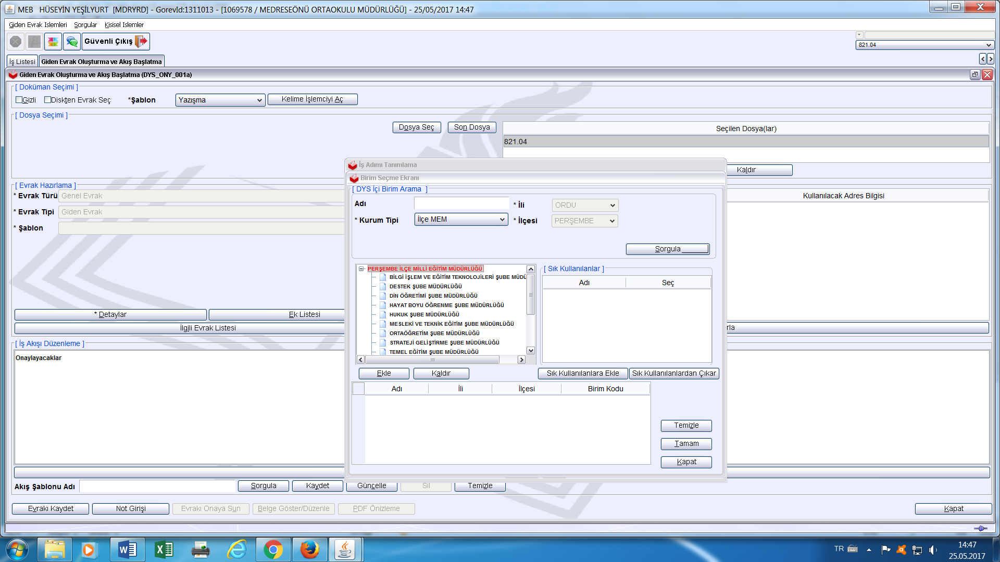 MEB   HÜSEYİN YEŞİLYURT  [MDRYRD] - GorevId:1311013 - [1069578 / MEDRESEÖNÜ ORTAOKULU MÜDÜRLÜĞÜ] - 25/05/2017 14:47
Giden Evrak Islemleri   Sorgular   Kisisel Islemler
Güvenli Çıkış
821.04
İş Listesi   Giden Evrak Oluşturma ve Akış Başlatma
Giden Evrak Oluşturma ve Akış Başlatma (DYS_ONY_001a)
[ Doküman Seçimi ]
Gizli   Diskten Evrak Seç   *Şablon   Yazışma   Kelime İşlemciyi Aç
[ Dosya Seçimi ]
Dosya Seç   Son Dosya   Seçilen Dosya(lar)
821.04
Kaldır
[ Evrak Hazırlama ]
* Evrak Türü   Genel Evrak   Kullanılacak Adres Bilgisi
* Evrak Tipi   Giden Evrak
* Şablon
* Detaylar   Ek Listesi
İlgili Evrak Listesi   rla
[ İş Akışı Düzenleme ]
Onaylayacaklar
İş Adımı Tanımlama
Birim Seçme Ekranı
[ DYS İçi Birim Arama  ]
Adı   * İli   ORDU
* Kurum Tipi   İlçe MEM   * İlçesi   PERŞEMBE
Sorgula
PERŞEMBE İLÇE MİLLİ EĞİTİM MÜDÜRLÜĞÜ
BİLGİ İŞLEM VE EĞİTİM TEKNOLOJİLERİ ŞUBE MÜDÜ
DESTEK ŞUBE MÜDÜRLÜĞÜ
DİN ÖĞRETİMİ ŞUBE MÜDÜRLÜĞÜ
HAYAT BOYU ÖĞRENME ŞUBE MÜDÜRLÜĞÜ
HUKUK ŞUBE MÜDÜRLÜĞÜ
MESLEKİ VE TEKNİK EĞİTİM ŞUBE MÜDÜRLÜĞÜ
ORTAÖĞRETİM ŞUBE MÜDÜRLÜĞÜ
STRATEJİ GELİŞTİRME ŞUBE MÜDÜRLÜĞÜ
TEMEL EĞİTİM ŞUBE MÜDÜRLÜĞÜ
[ Sık Kullanılanlar ]
Adı   Seç
Ekle   Kaldır   Sık Kullanılanlara Ekle   Sık Kullanılanlardan Çıkar
Adı   İli   İlçesi   Birim Kodu
Temizle
Tamam
Kapat
Akış Şablonu Adı   Sorgula   Kaydet   Güncelle   Sil   Temizle
Evrakı Kaydet   Not Girişi   Evrakı Onaya Sun   Belge Göster/Düzenle   PDF Önizleme   Kapat
TR   14:47
25.05.2017